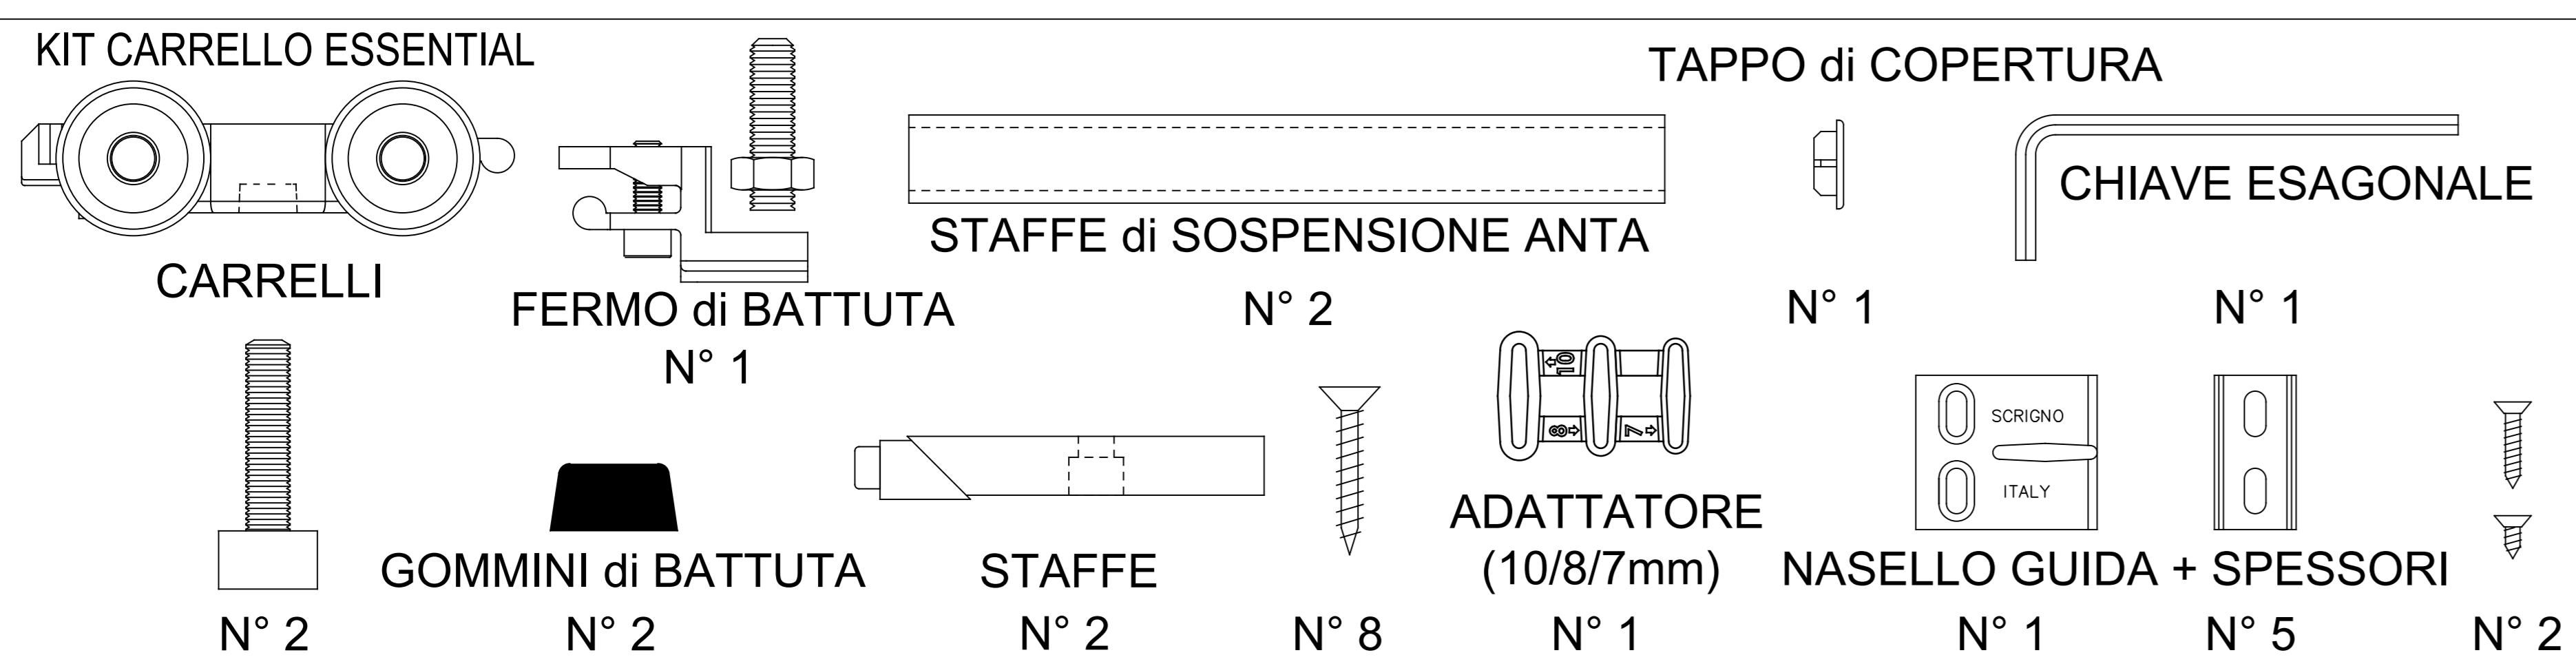 KIT CARRELLO ESSENTIAL
TAPPO di COPERTURA
CHIAVE ESAGONALE
STAFFE di SOSPENSIONE ANTA
CARRELLI
FERMO di BATTUTA
N° 2
N° 1
N° 1
N° 1
10
8
7
SCRIGNO
ITALY
ADATTATORE
(10/8/7mm)
GOMMINI di BATTUTA
STAFFE
NASELLO GUIDA + SPESSORI
N° 2
N° 2
N° 2
N° 8
N° 1
N° 1
N° 5
N° 2